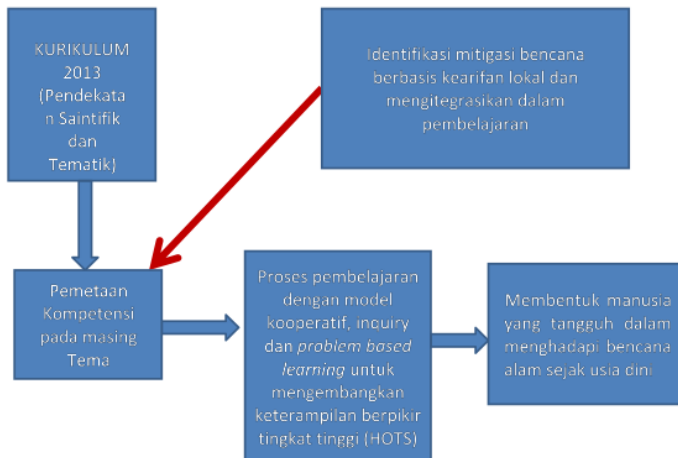 KURIKULUM
2013
(Pendekata
n Saintifik
dan
Tematik)
Identifikasi mitigasi bencana
berbasis kearifan lokal dan
mengitegrasikan dalam
pembelajaran
Pemetaan
Kompetensi
pada masing
Tema
Proses pembelajaran
dengan model
kooperatif, inquiry
dan problem based
learning untuk
mengembangkan
keterampilan berpikir
tingkat tinggi (HOTS)
Membentuk manusia
yang tangguh dalam
menghadapi bencana
alam sejak usia dini